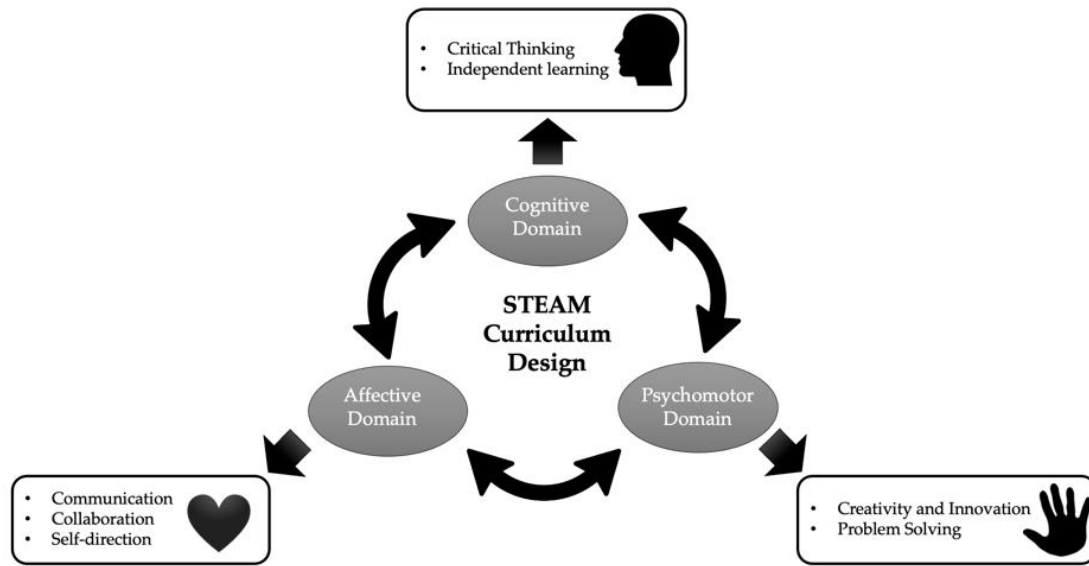 • Critical Thinking
• Independent learning
Cognitive
Domain
STEAM
Curriculum
Design
Affective
Domain
Psychomotor
Domain
• Communication
• Collaboration
• Self-direction
• Creativity and Innovation
• Problem Solving